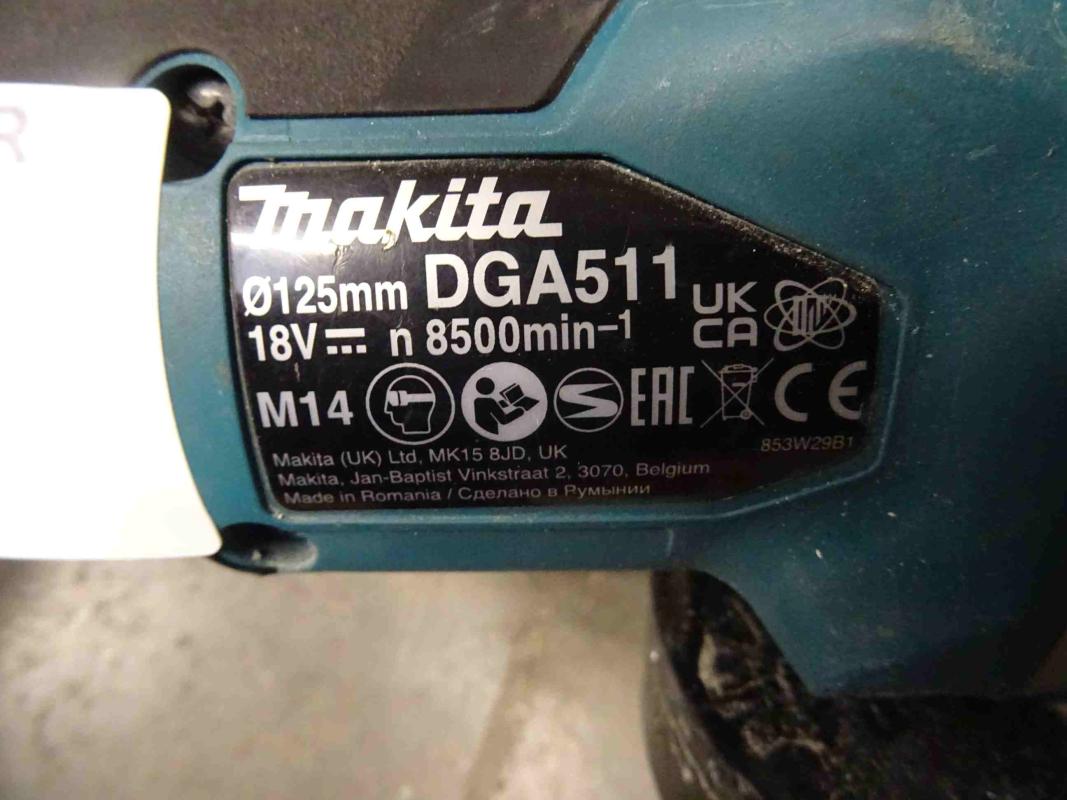 R
makita
Ø125mm DGA511
18V⎓ n 8500min⁻¹
UK
CA
M14
EAC CE
853W29B1
Makita (UK) Ltd, MK15 8JD, UK
Makita, Jan-Baptist Vinkstraat 2, 3070, Belgium
Made in Romania / Сделано в Румынии